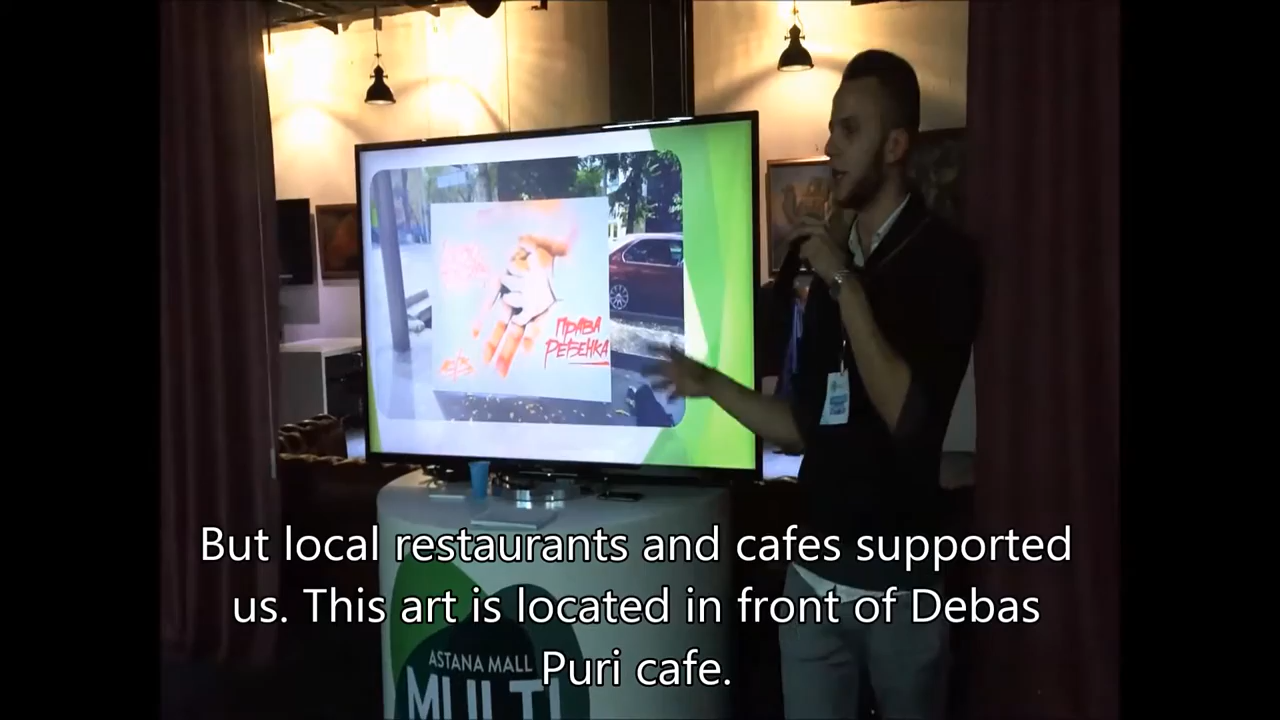 ПРАВА
РЕБЕНКА
But local restaurants and cafes supported
us. This art is located in front of Debas
Puri cafe.
ASTANA MALL
MULTI